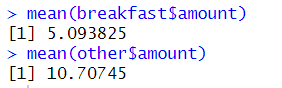 > mean(breakfast$amount)
[1] 5.093825
> mean(other$amount)
[1] 10.70745